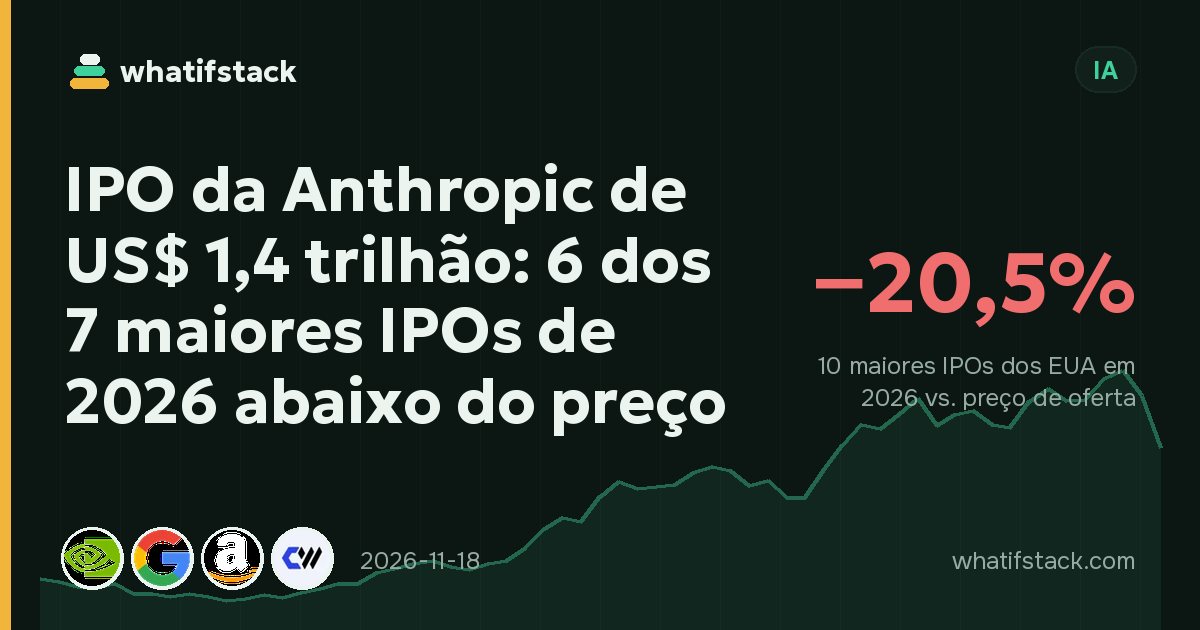 whatifstack
IA
IPO da Anthropic de
US$ 1,4 trilhão: 6 dos
7 maiores IPOs de
2026 abaixo do preço
−20,5%
10 maiores IPOs dos EUA em
2026 vs. preço de oferta
a
CW
2026-11-18
whatifstack.com